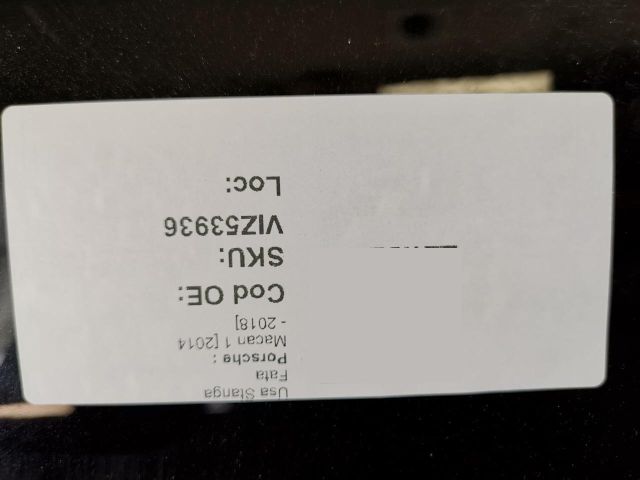 Usa Stanga
Fata
Porsche :
Macan 1 [2014
- 2018]
Cod OE:
SKU:
VIZ53936
Loc: